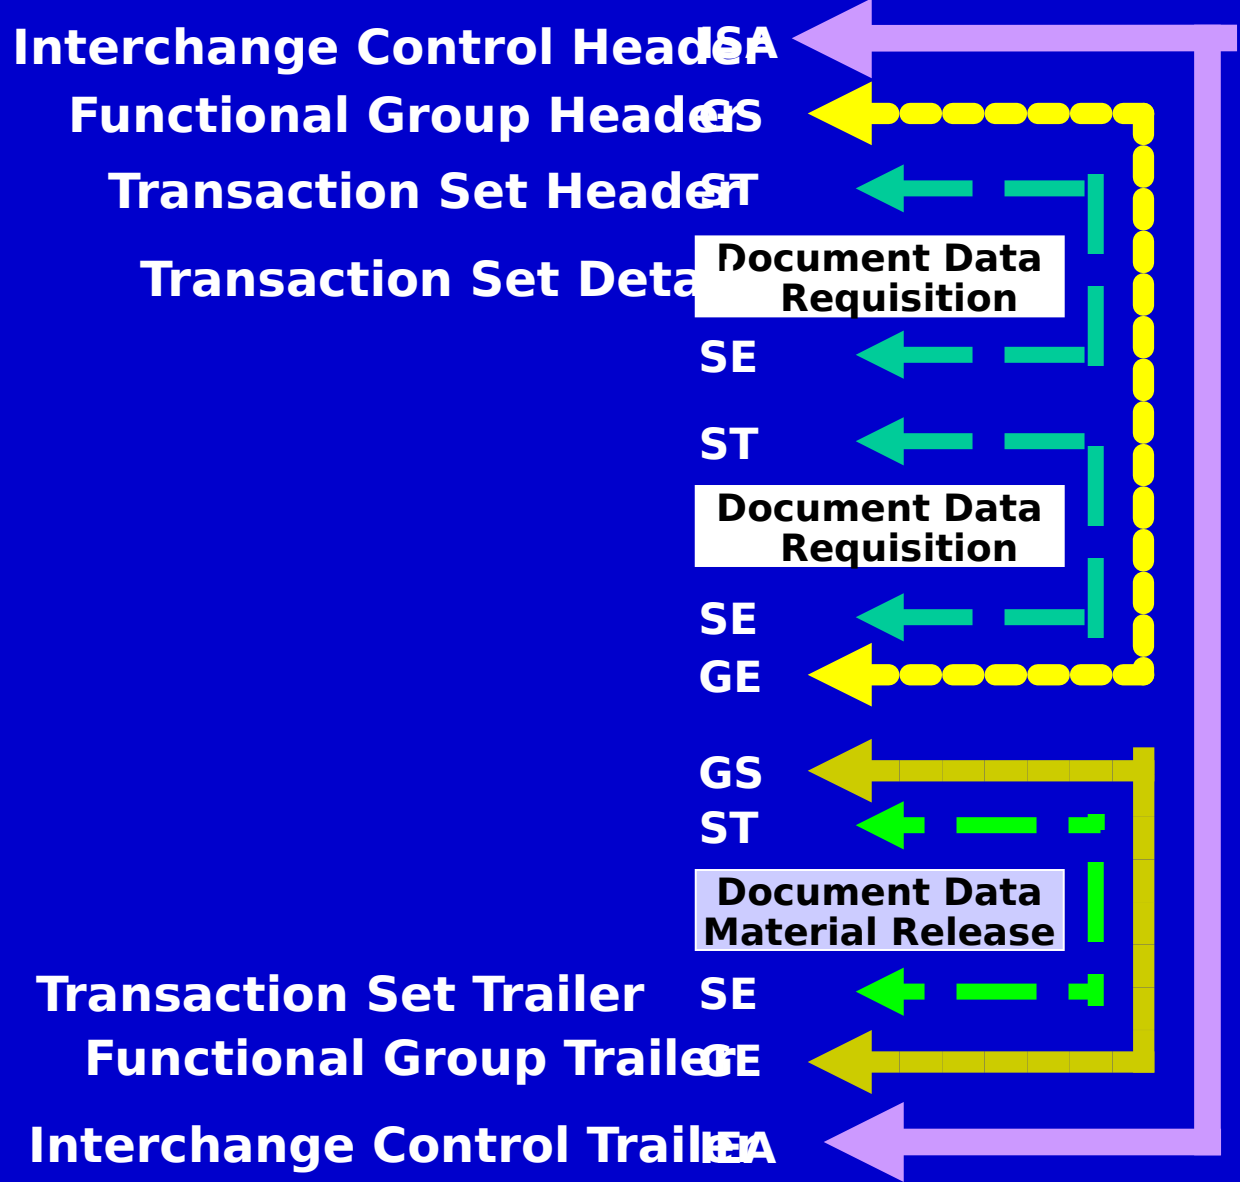 Interchange Control Header ISA
Functional Group Header GS
Transaction Set Header ST
Document Data
Transaction Set Detail
Requisition
SE
ST
Document Data
Requisition
SE
GE
GS
ST
Document Data
Material Release
Transaction Set Trailer SE
Functional Group Trailer GE
Interchange Control Trailer IEA